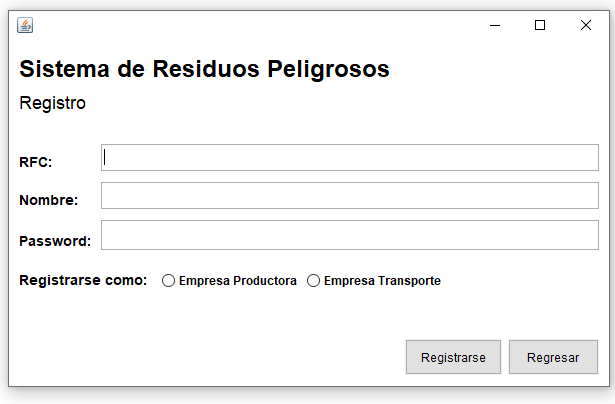 Sistema de Residuos Peligrosos
Registro
RFC:
Nombre:
Password:
Registrarse como: Empresa Productora Empresa Transporte
Registrarse Regresar